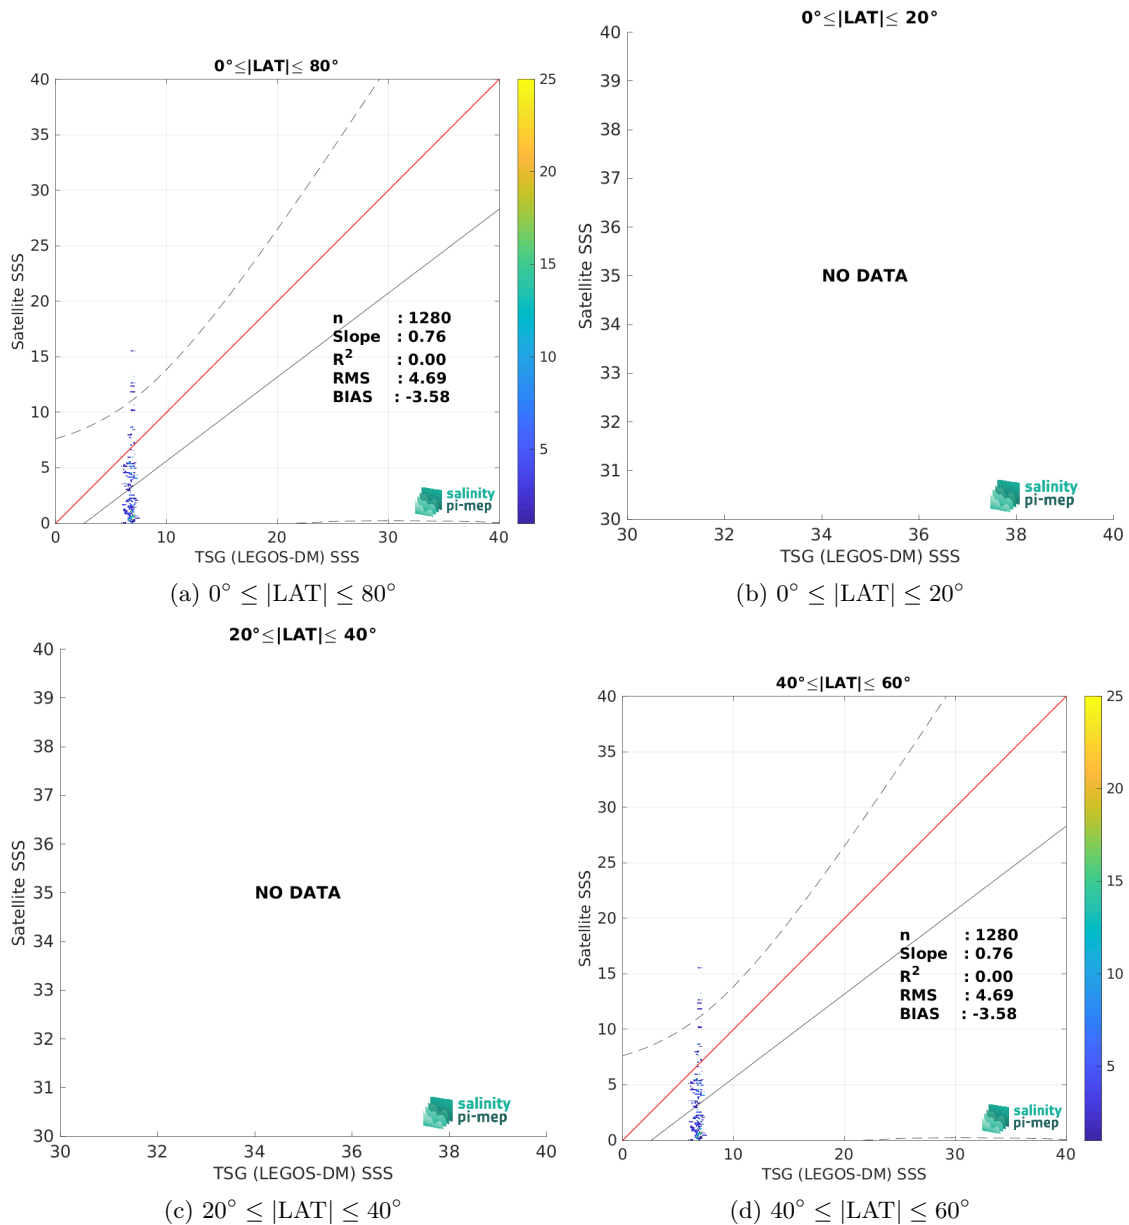 0°≤|LAT|≤ 80°
40
35
30
25
20
15
10
5
0
Satellite SSS
0
10
20
30
40
TSG (LEGOS-DM) SSS
25
20
15
10
5
n : 1280
Slope : 0.76
R² : 0.00
RMS : 4.69
BIAS : -3.58
salinity
pi-mep
(a) 0° ≤ |LAT| ≤ 80°
0°≤|LAT|≤ 20°
40
39
38
37
36
35
34
33
32
31
30
Satellite SSS
NO DATA
salinity
pi-mep
30
32
34
36
38
40
TSG (LEGOS-DM) SSS
(b) 0° ≤ |LAT| ≤ 20°
20°≤|LAT|≤ 40°
40
39
38
37
36
35
34
33
32
31
30
Satellite SSS
NO DATA
salinity
pi-mep
30
32
34
36
38
40
TSG (LEGOS-DM) SSS
(c) 20° ≤ |LAT| ≤ 40°
40°≤|LAT|≤ 60°
40
35
30
25
20
15
10
5
0
Satellite SSS
0
10
20
30
40
TSG (LEGOS-DM) SSS
25
20
15
10
5
n : 1280
Slope : 0.76
R² : 0.00
RMS : 4.69
BIAS : -3.58
salinity
pi-mep
(d) 40° ≤ |LAT| ≤ 60°